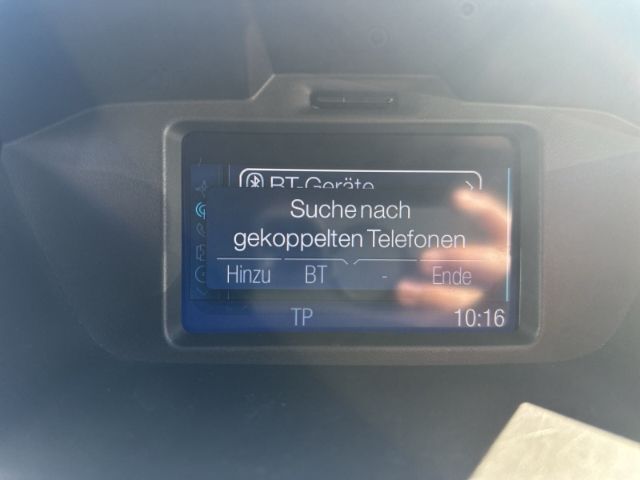 BT-Geräte
Suche nach
gekoppelten Telefonen
Hinzu BT - Ende
TP 10:16